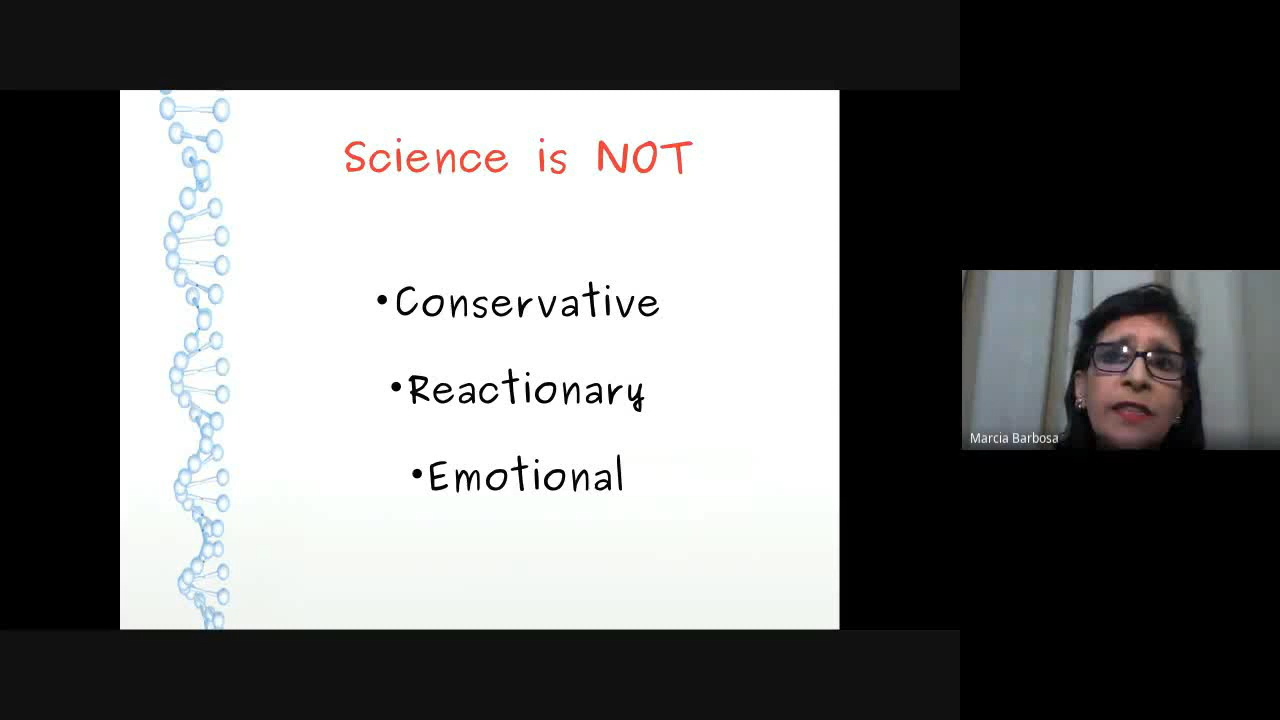 Science is NOT
•Conservative
•Reactionary
•Emotional
Marcia Barbosa